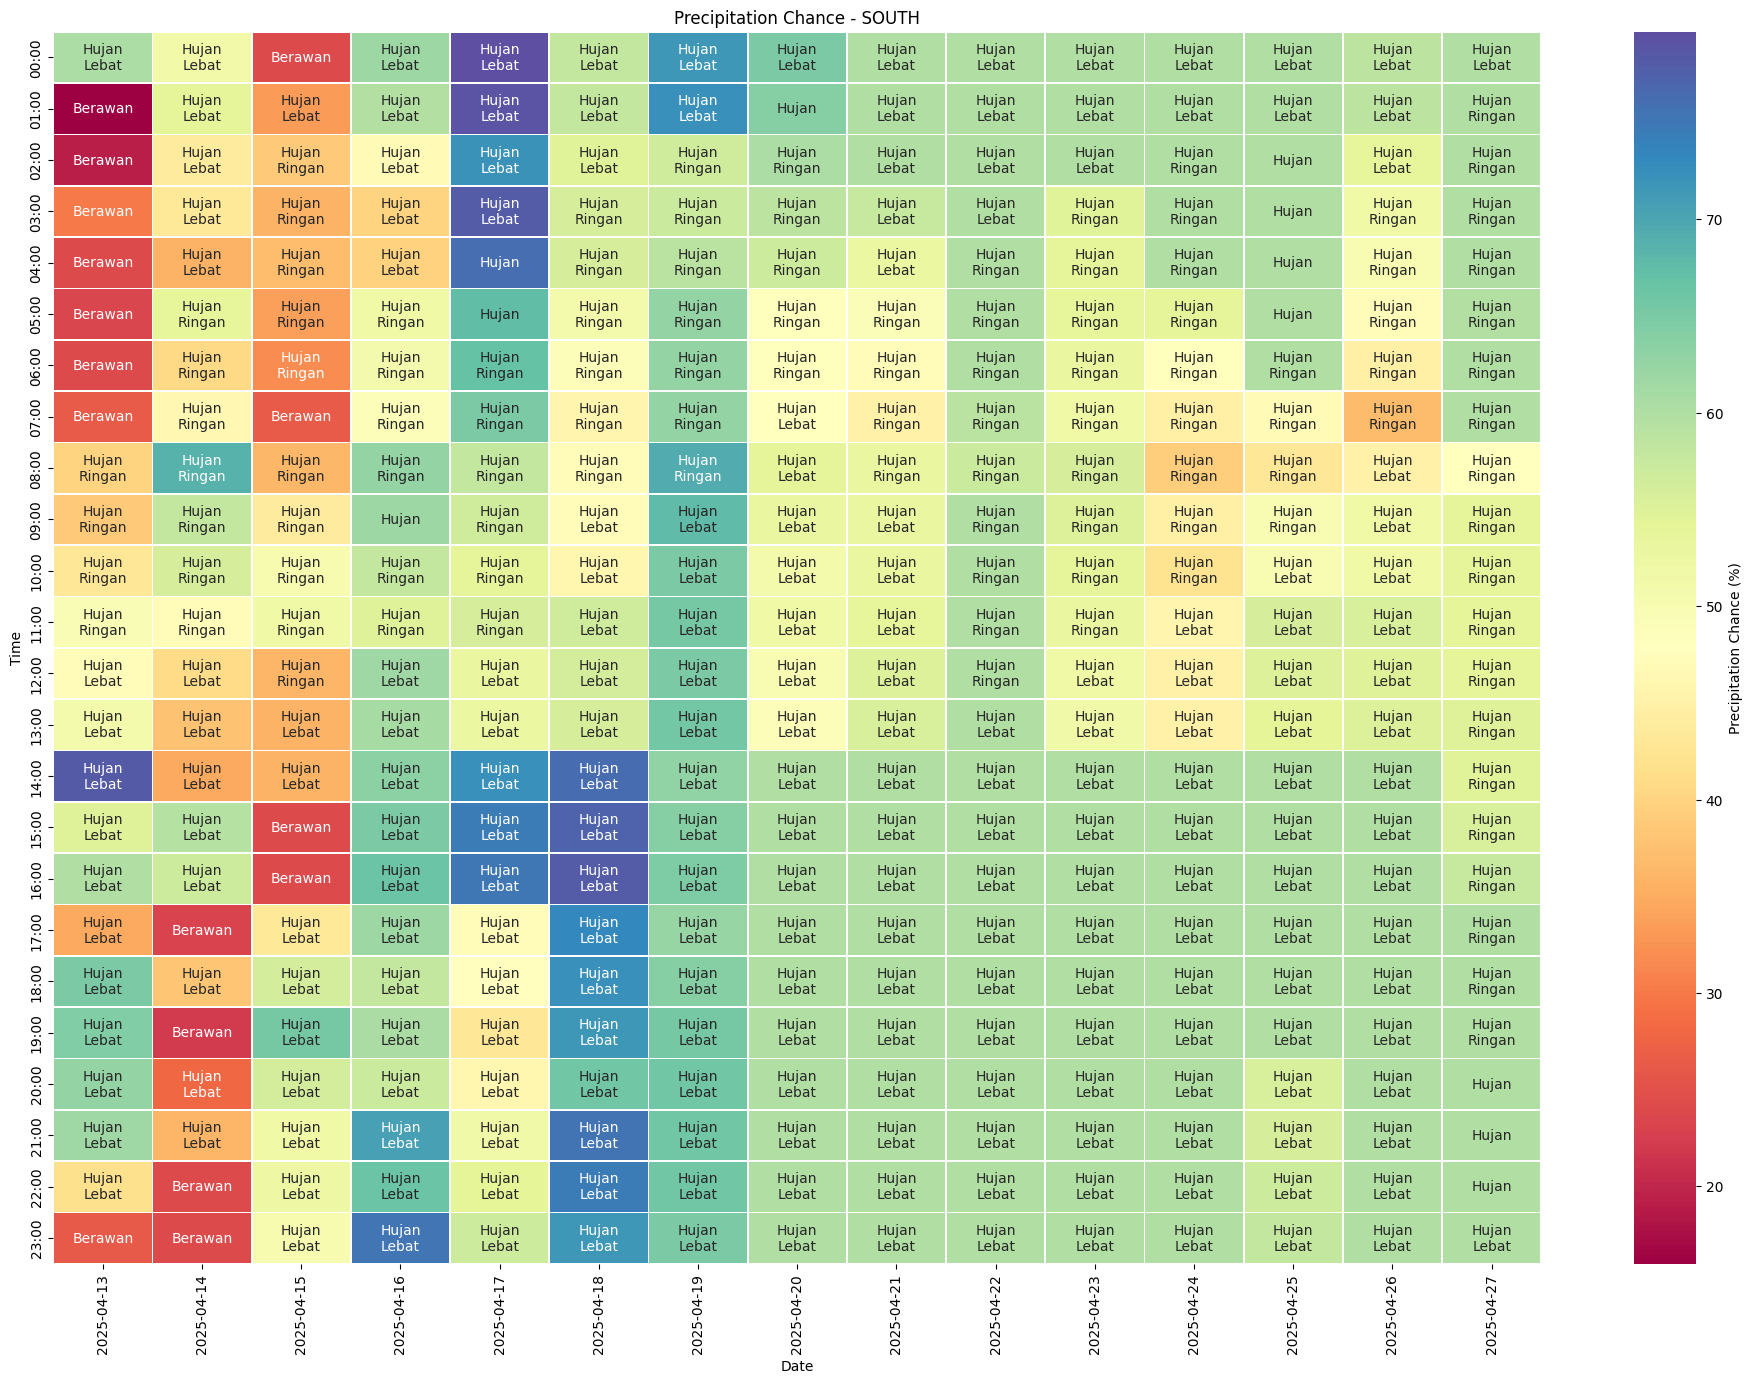 Precipitation Chance - SOUTH
00:00 Hujan Lebat Hujan Lebat Berawan Hujan Lebat Hujan Lebat Hujan Lebat Hujan Lebat Hujan Lebat Hujan Lebat Hujan Lebat Hujan Lebat Hujan Lebat Hujan Lebat Hujan Lebat Hujan Lebat
01:00 Berawan Hujan Lebat Hujan Lebat Hujan Lebat Hujan Lebat Hujan Lebat Hujan Lebat Hujan Hujan Lebat Hujan Lebat Hujan Lebat Hujan Lebat Hujan Lebat Hujan Lebat Hujan Ringan
02:00 Berawan Hujan Lebat Hujan Ringan Hujan Lebat Hujan Lebat Hujan Lebat Hujan Ringan Hujan Ringan Hujan Lebat Hujan Lebat Hujan Lebat Hujan Ringan Hujan Hujan Lebat Hujan Ringan
03:00 Berawan Hujan Lebat Hujan Ringan Hujan Lebat Hujan Lebat Hujan Ringan Hujan Ringan Hujan Ringan Hujan Lebat Hujan Lebat Hujan Ringan Hujan Ringan Hujan Hujan Ringan Hujan Ringan
04:00 Berawan Hujan Lebat Hujan Ringan Hujan Lebat Hujan Hujan Ringan Hujan Ringan Hujan Ringan Hujan Lebat Hujan Ringan Hujan Ringan Hujan Ringan Hujan Hujan Ringan Hujan Ringan
05:00 Berawan Hujan Ringan Hujan Ringan Hujan Ringan Hujan Hujan Ringan Hujan Ringan Hujan Ringan Hujan Ringan Hujan Ringan Hujan Ringan Hujan Ringan Hujan Hujan Ringan Hujan Ringan
06:00 Berawan Hujan Ringan Hujan Ringan Hujan Ringan Hujan Ringan Hujan Ringan Hujan Ringan Hujan Ringan Hujan Ringan Hujan Ringan Hujan Ringan Hujan Ringan Hujan Ringan Hujan Ringan Hujan Ringan
07:00 Berawan Hujan Ringan Berawan Hujan Ringan Hujan Ringan Hujan Ringan Hujan Ringan Hujan Lebat Hujan Ringan Hujan Ringan Hujan Ringan Hujan Ringan Hujan Ringan Hujan Ringan Hujan Ringan
08:00 Hujan Ringan Hujan Ringan Hujan Ringan Hujan Ringan Hujan Ringan Hujan Ringan Hujan Ringan Hujan Lebat Hujan Ringan Hujan Ringan Hujan Ringan Hujan Ringan Hujan Ringan Hujan Lebat Hujan Ringan
09:00 Hujan Ringan Hujan Ringan Hujan Ringan Hujan Hujan Ringan Hujan Lebat Hujan Lebat Hujan Lebat Hujan Lebat Hujan Ringan Hujan Ringan Hujan Ringan Hujan Ringan Hujan Lebat Hujan Ringan
10:00 Hujan Ringan Hujan Ringan Hujan Ringan Hujan Ringan Hujan Ringan Hujan Lebat Hujan Lebat Hujan Lebat Hujan Lebat Hujan Ringan Hujan Ringan Hujan Ringan Hujan Lebat Hujan Lebat Hujan Ringan
11:00 Hujan Ringan Hujan Ringan Hujan Ringan Hujan Ringan Hujan Ringan Hujan Lebat Hujan Lebat Hujan Lebat Hujan Lebat Hujan Ringan Hujan Ringan Hujan Lebat Hujan Lebat Hujan Lebat Hujan Ringan
12:00 Hujan Lebat Hujan Lebat Hujan Ringan Hujan Lebat Hujan Lebat Hujan Lebat Hujan Lebat Hujan Lebat Hujan Lebat Hujan Ringan Hujan Lebat Hujan Lebat Hujan Lebat Hujan Lebat Hujan Ringan
13:00 Hujan Lebat Hujan Lebat Hujan Lebat Hujan Lebat Hujan Lebat Hujan Lebat Hujan Lebat Hujan Lebat Hujan Lebat Hujan Lebat Hujan Lebat Hujan Lebat Hujan Lebat Hujan Lebat Hujan Ringan
14:00 Hujan Lebat Hujan Lebat Hujan Lebat Hujan Lebat Hujan Lebat Hujan Lebat Hujan Lebat Hujan Lebat Hujan Lebat Hujan Lebat Hujan Lebat Hujan Lebat Hujan Lebat Hujan Lebat Hujan Ringan
15:00 Hujan Lebat Hujan Lebat Berawan Hujan Lebat Hujan Lebat Hujan Lebat Hujan Lebat Hujan Lebat Hujan Lebat Hujan Lebat Hujan Lebat Hujan Lebat Hujan Lebat Hujan Lebat Hujan Ringan
16:00 Hujan Lebat Hujan Lebat Berawan Hujan Lebat Hujan Lebat Hujan Lebat Hujan Lebat Hujan Lebat Hujan Lebat Hujan Lebat Hujan Lebat Hujan Lebat Hujan Lebat Hujan Lebat Hujan Ringan
17:00 Hujan Lebat Berawan Hujan Lebat Hujan Lebat Hujan Lebat Hujan Lebat Hujan Lebat Hujan Lebat Hujan Lebat Hujan Lebat Hujan Lebat Hujan Lebat Hujan Lebat Hujan Lebat Hujan Ringan
18:00 Hujan Lebat Hujan Lebat Hujan Lebat Hujan Lebat Hujan Lebat Hujan Lebat Hujan Lebat Hujan Lebat Hujan Lebat Hujan Lebat Hujan Lebat Hujan Lebat Hujan Lebat Hujan Lebat Hujan Ringan
19:00 Hujan Lebat Berawan Hujan Lebat Hujan Lebat Hujan Lebat Hujan Lebat Hujan Lebat Hujan Lebat Hujan Lebat Hujan Lebat Hujan Lebat Hujan Lebat Hujan Lebat Hujan Lebat Hujan Ringan
20:00 Hujan Lebat Hujan Lebat Hujan Lebat Hujan Lebat Hujan Lebat Hujan Lebat Hujan Lebat Hujan Lebat Hujan Lebat Hujan Lebat Hujan Lebat Hujan Lebat Hujan Lebat Hujan Lebat Hujan
21:00 Hujan Lebat Hujan Lebat Hujan Lebat Hujan Lebat Hujan Lebat Hujan Lebat Hujan Lebat Hujan Lebat Hujan Lebat Hujan Lebat Hujan Lebat Hujan Lebat Hujan Lebat Hujan Lebat Hujan
22:00 Hujan Lebat Berawan Hujan Lebat Hujan Lebat Hujan Lebat Hujan Lebat Hujan Lebat Hujan Lebat Hujan Lebat Hujan Lebat Hujan Lebat Hujan Lebat Hujan Lebat Hujan Lebat Hujan
23:00 Berawan Berawan Hujan Lebat Hujan Lebat Hujan Lebat Hujan Lebat Hujan Lebat Hujan Lebat Hujan Lebat Hujan Lebat Hujan Lebat Hujan Lebat Hujan Lebat Hujan Lebat Hujan Lebat
Time
2025-04-13 2025-04-14 2025-04-15 2025-04-16 2025-04-17 2025-04-18 2025-04-19 2025-04-20 2025-04-21 2025-04-22 2025-04-23 2025-04-24 2025-04-25 2025-04-26 2025-04-27
Date
70
60
50
40
30
20
Precipitation Chance (%)